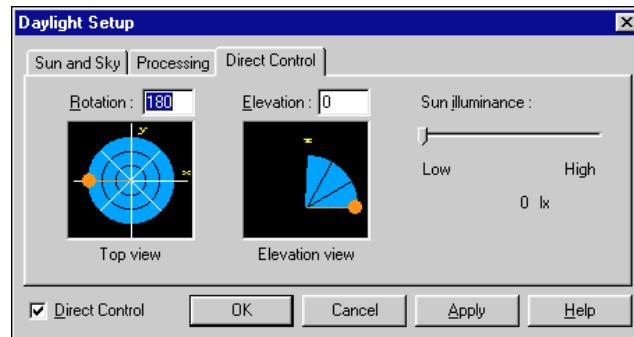 Daylight Setup
Sun and Sky Processing Direct Control
Rotation : 180 Elevation : 0 Sun illuminance :
y
x
z
Low High
0 lx
Top view Elevation view
Direct Control OK Cancel Apply Help